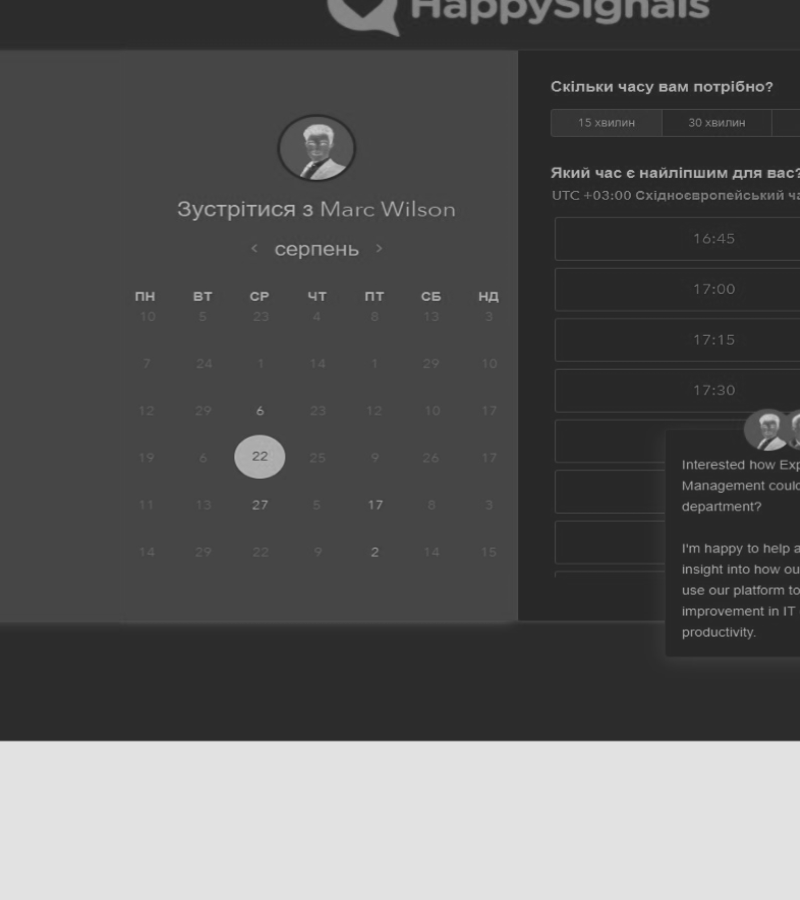 HappySignals
Зустрітися з Marc Wilson
‹ серпень ›
ПН ВТ СР ЧТ ПТ СБ НД
10 5 23 4 8 13 3
7 24 1 14 1 29 10
12 29 6 23 12 10 17
19 6 22 25 9 26 17
11 13 27 5 17 8 3
14 29 22 9 2 14 15
Скільки часу вам потрібно?
15 хвилин 30 хвилин
Який час є найліпшим для вас?
UTC +03:00 Східноєвропейський
16:45
17:00
17:15
17:30
Interested how
Management could
department?
I'm happy to help
insight into how
use our platform to
improvement in IT
productivity.